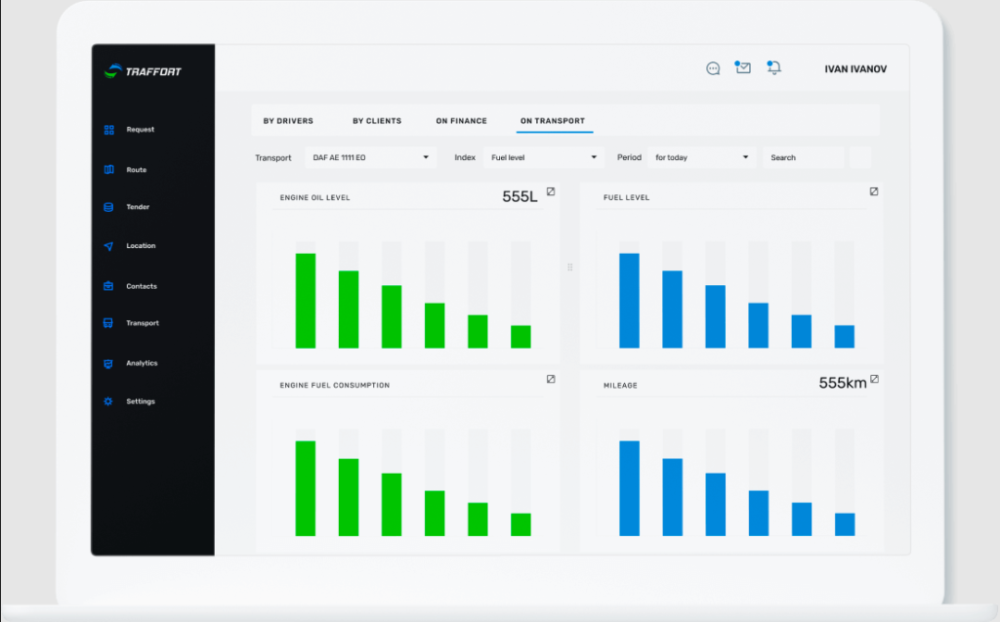 TRAFFORT
IVAN IVANOV
Request
Routa
Tender
Location
Contacts
Transport
Analytics
Settings
BY DRIVERS
BY CLIENTS
ON FINANCE
ON TRANSPORT
Transport
DAF AE 1111 EO
Index
Fuel level
Period
for today
Search
ENGINE OIL LEVEL
555L
FUEL LEVEL
ENGINE FUEL CONSUMPTION
MILEAGE
555km